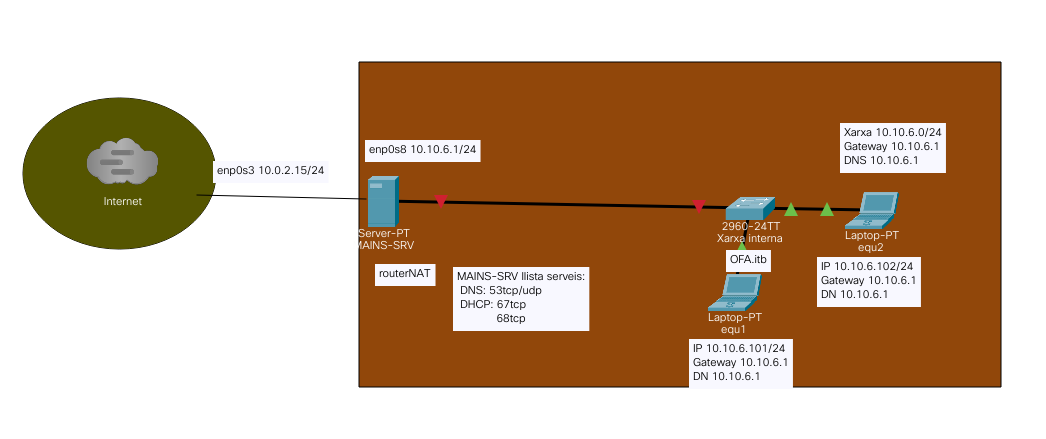 Xarxa 10.10.6.0/24
Gateway 10.10.6.1
DNS 10.10.6.1
enp0s8 10.10.6.1/24
enp0s3 10.0.2.15/24
Internet
Server-PT
MAINS-SRV
routerNAT
MAINS-SRV llista serveis:
DNS: 53tcp/udp
DHCP: 67tcp
68tcp
2960-24TT
Xarxa interna
OFA.itb
Laptop-PT
equ2
IP 10.10.6.102/24
Gateway 10.10.6.1
DN 10.10.6.1
Laptop-PT
equ1
IP 10.10.6.101/24
Gateway 10.10.6.1
DN 10.10.6.1